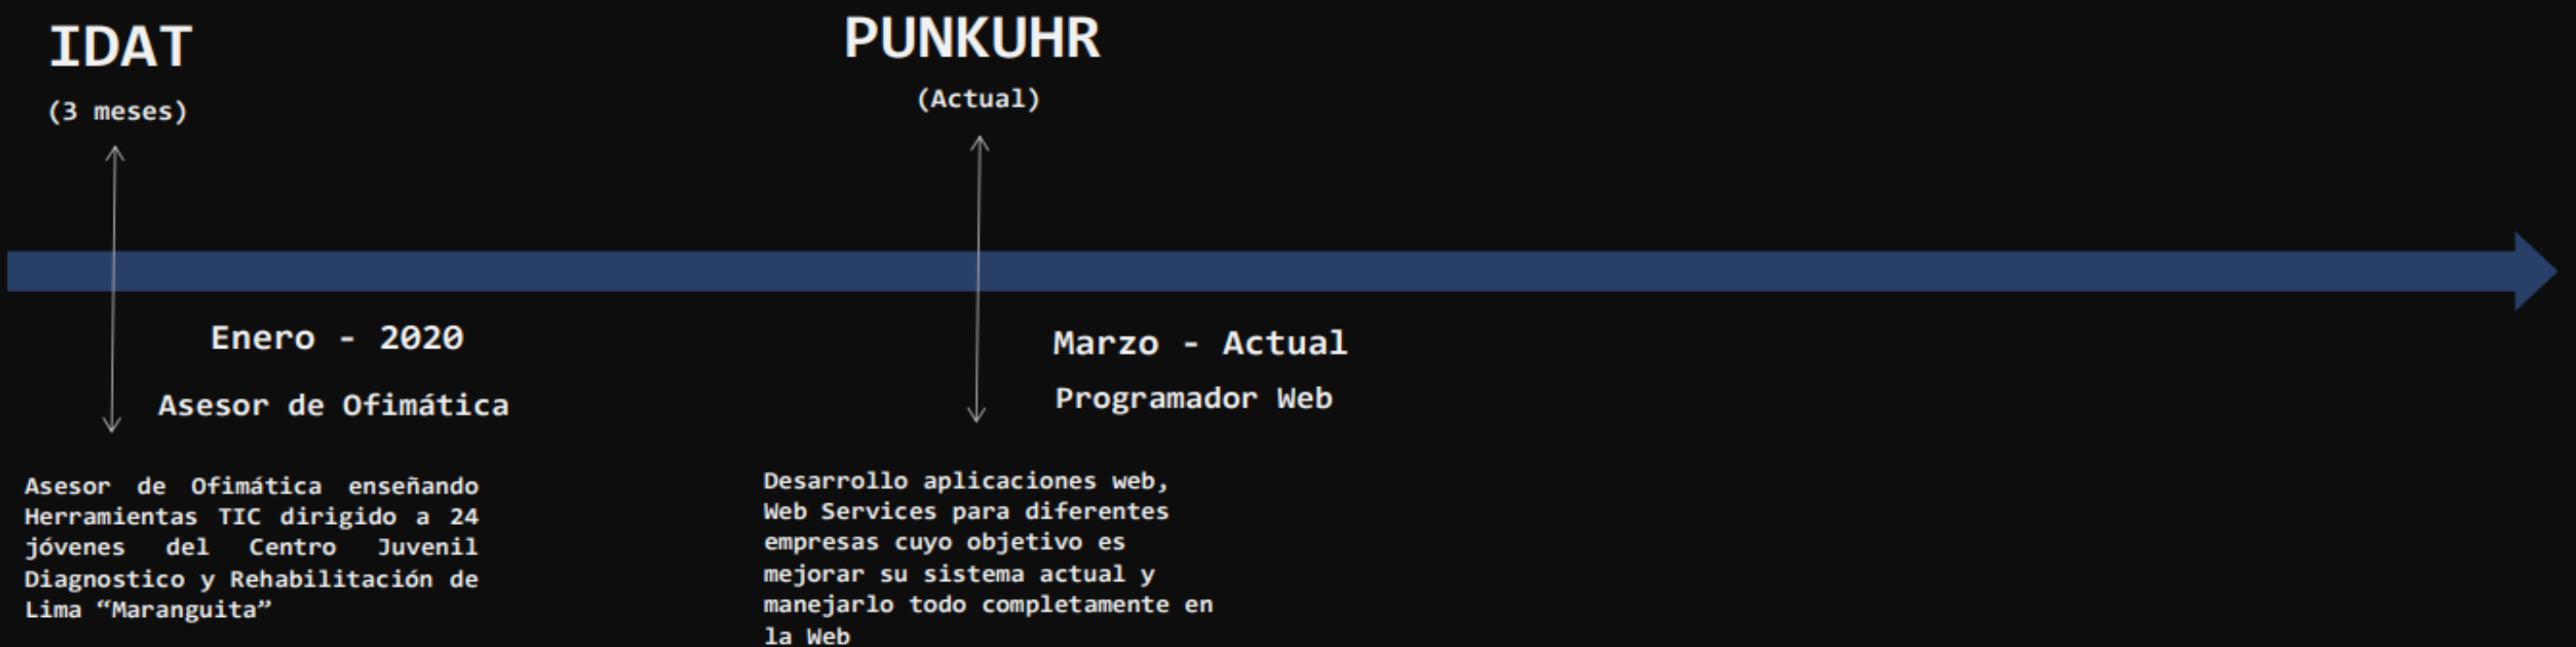 IDAT
(3 meses)
Enero - 2020
Asesor de Ofimática
Asesor de Ofimática enseñando
Herramientas TIC dirigido a 24
jóvenes del Centro Juvenil
Diagnostico y Rehabilitación de
Lima “Maranguita”
PUNKUHR
(Actual)
Marzo - Actual
Programador Web
Desarrollo aplicaciones web,
Web Services para diferentes
empresas cuyo objetivo es
mejorar su sistema actual y
manejarlo todo completamente en
la Web